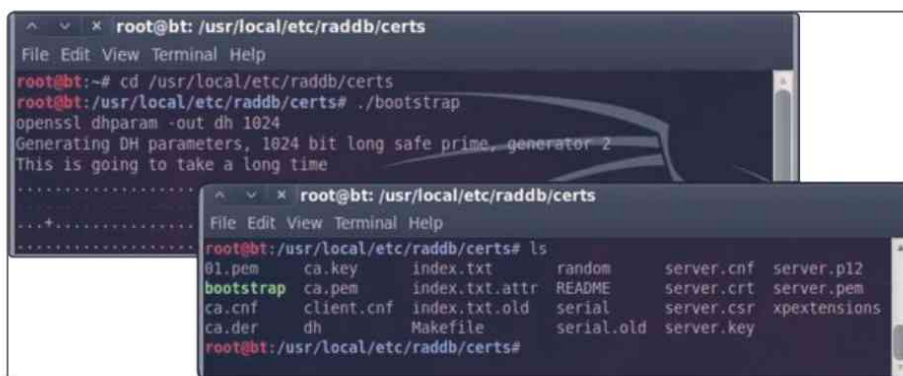 root@bt: /usr/local/etc/raddb/certs
File Edit View Terminal Help
root@bt:~# cd /usr/local/etc/raddb/certs
root@bt:/usr/local/etc/raddb/certs# ./bootstrap
openssl dhparam -out dh 1024
Generating DH parameters, 1024 bit long safe prime, generator 2
This is going to take a long time
......................
...+..................
......................
root@bt: /usr/local/etc/raddb/certs
File Edit View Terminal Help
root@bt:/usr/local/etc/raddb/certs# ls
01.pem ca.key index.txt random server.cnf server.p12
bootstrap ca.pem index.txt.attr README server.crt server.pem
ca.cnf client.cnf index.txt.old serial server.csr xpextensions
ca.der dh Makefile serial.old server.key
root@bt:/usr/local/etc/raddb/certs#